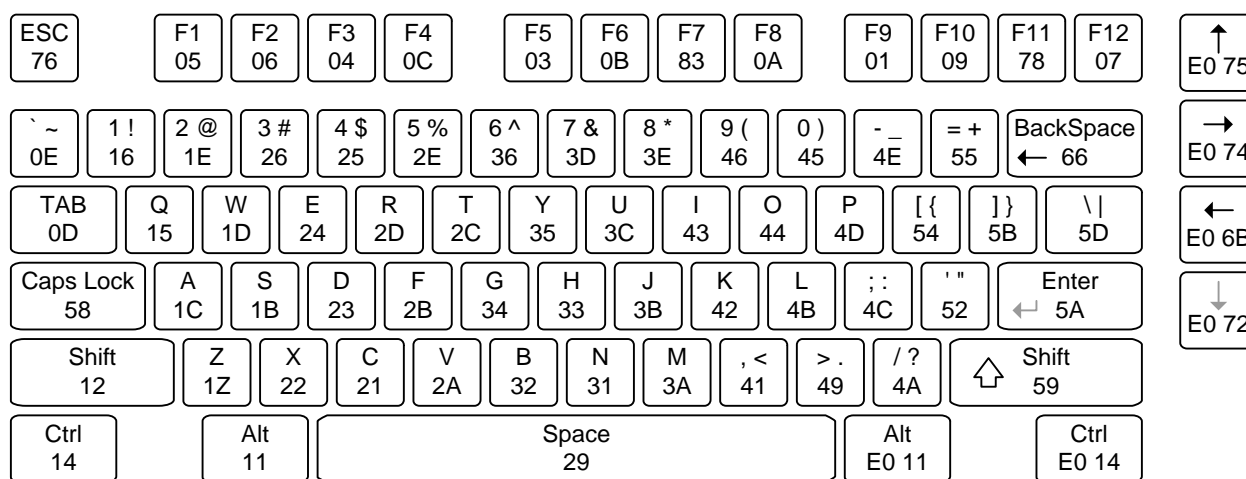 ESC F1 F2 F3 F4 F5 F6 F7 F8 F9 F10 F11 F12
76 05 06 04 0C 03 0B 83 0A 01 09 78 07
E0 75
` ~ 1 ! 2 @ 3 # 4 $ 5 % 6 ^ 7 & 8 * 9 ( 0 ) - _ = + BackSpace
0E 16 1E 26 25 2E 36 3D 3E 46 45 4E 55 66
E0 74
TAB Q W E R T Y U I O P [ { ] } \ |
0D 15 1D 24 2D 2C 35 3C 43 44 4D 54 5B 5D
E0 6B
Caps Lock A S D F G H J K L ; : ' " Enter
58 1C 1B 23 2B 34 33 3B 42 4B 4C 52 5A
E0 72
Shift Z X C V B N M , < > . / ? Shift
12 1Z 22 21 2A 32 31 3A 41 49 4A 59
Ctrl Alt Space Alt Ctrl
14 11 29 E0 11 E0 14